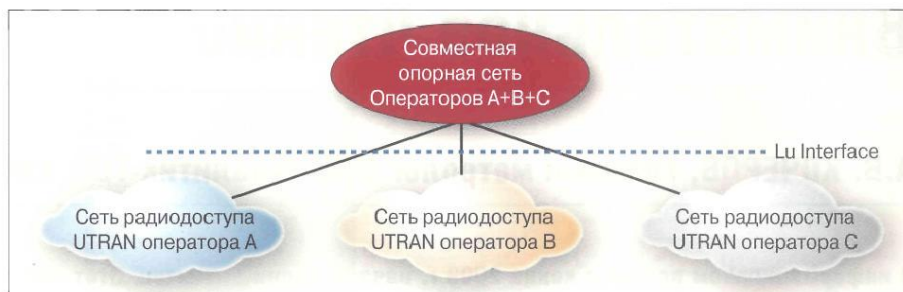 Совместная
опорная сеть
Операторов A+B+C
Lu Interface
Сеть радиодоступа
UTRAN оператора A
Сеть радиодоступа
UTRAN оператора B
Сеть радиодоступа
UTRAN оператора C